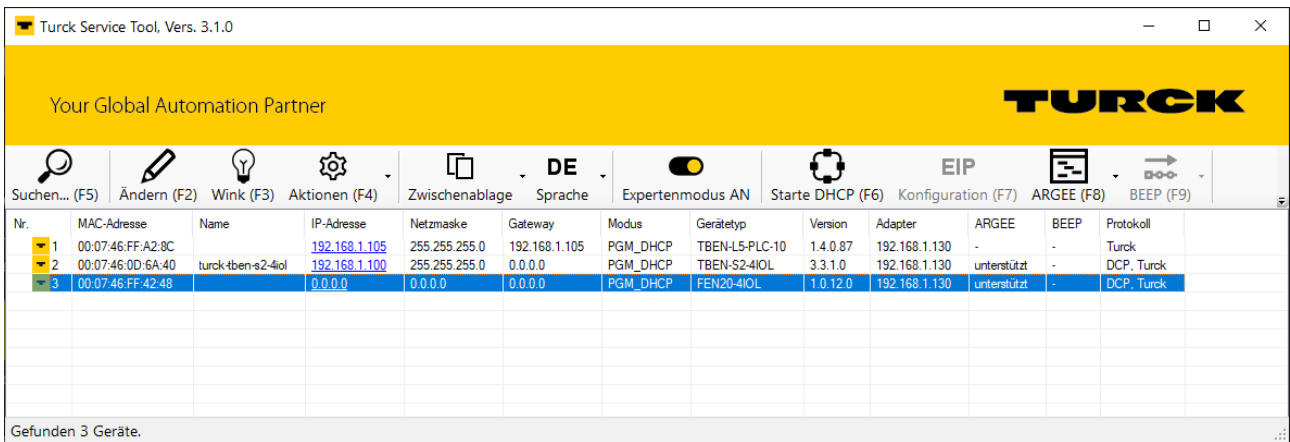 Turck Service Tool, Vers. 3.1.0
Your Global Automation Partner
TURCK
Suchen... (F5) Ändern (F2) Wink (F3) Aktionen (F4) Zwischenablage DE Sprache Expertenmodus AN Starte DHCP (F6) EIP Konfiguration (F7) ARGEE (F8) BEEP (F9)
Nr. MAC-Adresse Name IP-Adresse Netzmaske Gateway Modus Gerätetyp Version Adapter ARGEE BEEP Protokoll
1 00:07:46:FF:A2:8C 192.168.1.105 255.255.255.0 192.168.1.105 PGM_DHCP TBEN-L5-PLC-10 1.4.0.87 192.168.1.130 - - Turck
2 00:07:46:0D:6A:40 turck-tben-s2-4iol 192.168.1.100 255.255.255.0 0.0.0.0 PGM_DHCP TBEN-S2-4IOL 3.3.1.0 192.168.1.130 unterstützt - DCP, Turck
3 00:07:46:FF:42:48 0.0.0.0 0.0.0.0 0.0.0.0 PGM_DHCP FEN20-4IOL 1.0.12.0 192.168.1.130 unterstützt - DCP, Turck
Gefunden 3 Geräte.